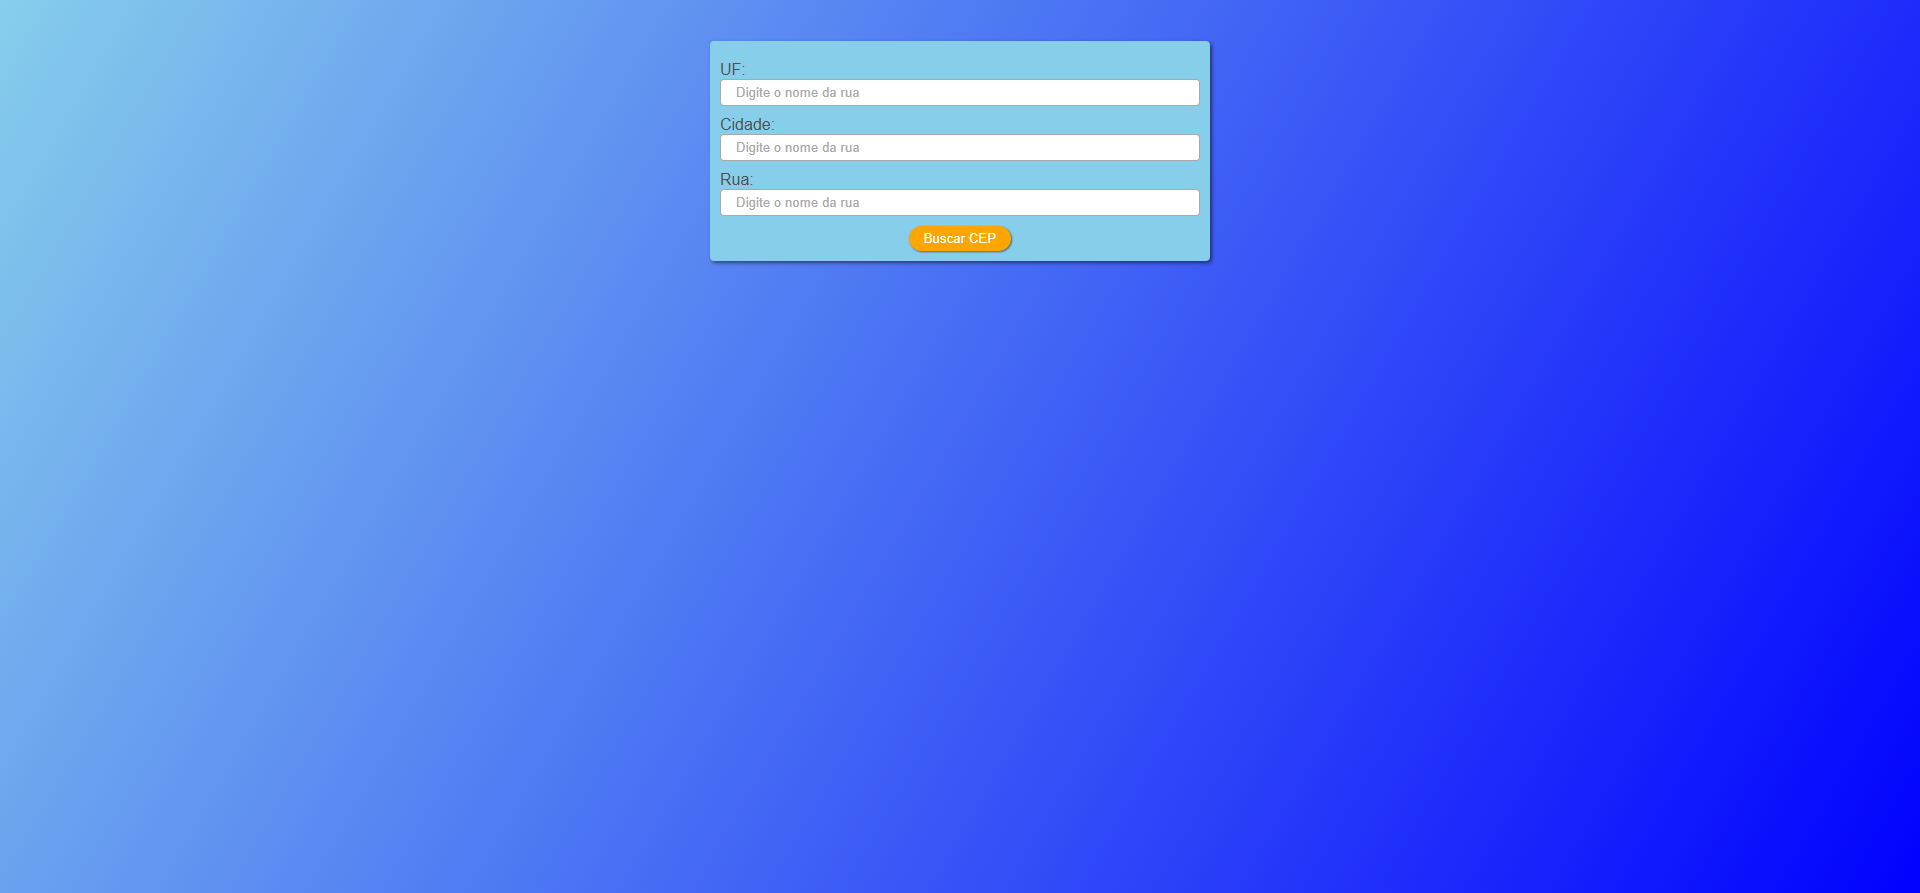 UF:
Digite o nome da rua
Cidade:
Digite o nome da rua
Rua:
Digite o nome da rua
Buscar CEP